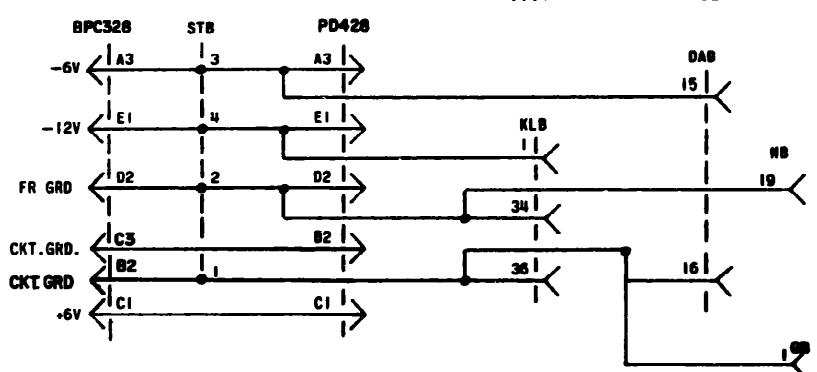 BPC328 STB PD428
-6V A3 3 A3 DAB
15
-12V E1 4 E1 KLB
1 NB
FR GRD D2 2 D2 19
34
CKT.GRD. C3 B2
CKT.GRD B2 1 36 16
+6V C1 C1
1